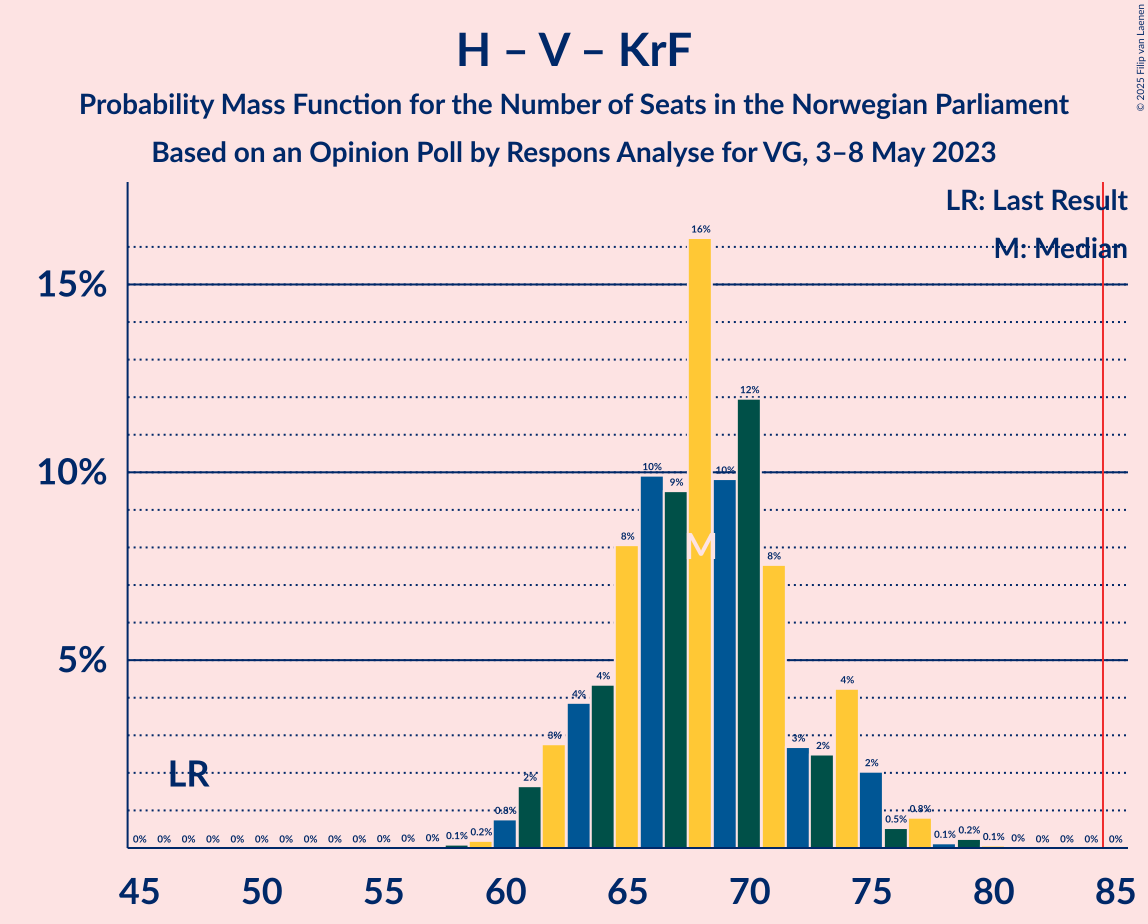 H – V – KrF
Probability Mass Function for the Number of Seats in the Norwegian Parliament
Based on an Opinion Poll by Respons Analyse for VG, 3–8 May 2023
© 2025 Filip van Laenen
LR: Last Result
M: Median
15%
10%
5%
LR
M
0% 0% 0% 0% 0% 0% 0% 0% 0% 0% 0% 0% 0% 0.1% 0.2% 0.8% 2% 3% 4% 4% 8% 10% 9% 16% 10% 12% 8% 3% 2% 4% 2% 0.5% 0.8% 0.1% 0.2% 0.1% 0% 0% 0% 0% 0%
45 50 55 60 65 70 75 80 85